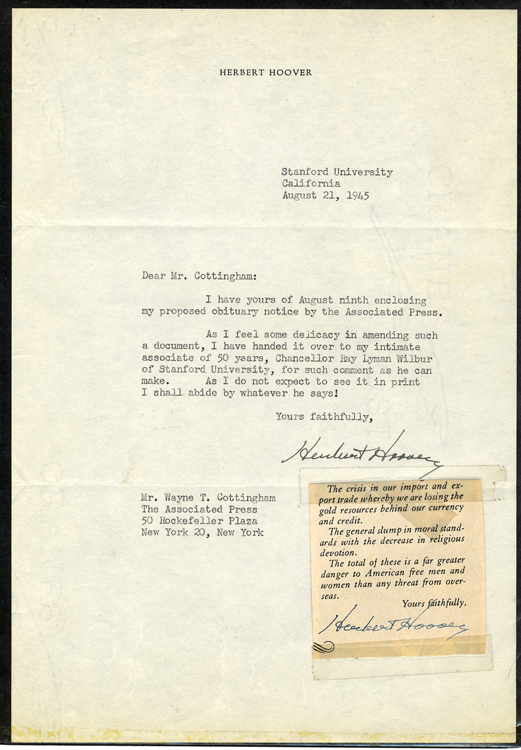 HERBERT HOOVER
Stanford University
California
August 21, 1945
Dear Mr. Cottingham:
I have yours of August ninth enclosing
my proposed obituary notice by the Associated Press.
As I feel some delicacy in amending such
a document, I have handed it over to my intimate
associate of 50 years, Chancellor Ray Lyman Wilbur
of Stanford University, for such comment as he can
make. As I do not expect to see it in print
I shall abide by whatever he says!
Yours faithfully,
Herbert Hoover
Mr. Wayne T. Cottingham
The Associated Press
50 Rockefeller Plaza
New York 20, New York
The crisis in our import and ex-
port trade whereby we are losing the
gold resources behind our currency
and credit.
The general slump in moral stand-
ards with the decrease in religious
devotion.
The total of these is a far greater
danger to American free men and
women than any threat from over-
seas.
Yours faithfully,
Herbert Hoover